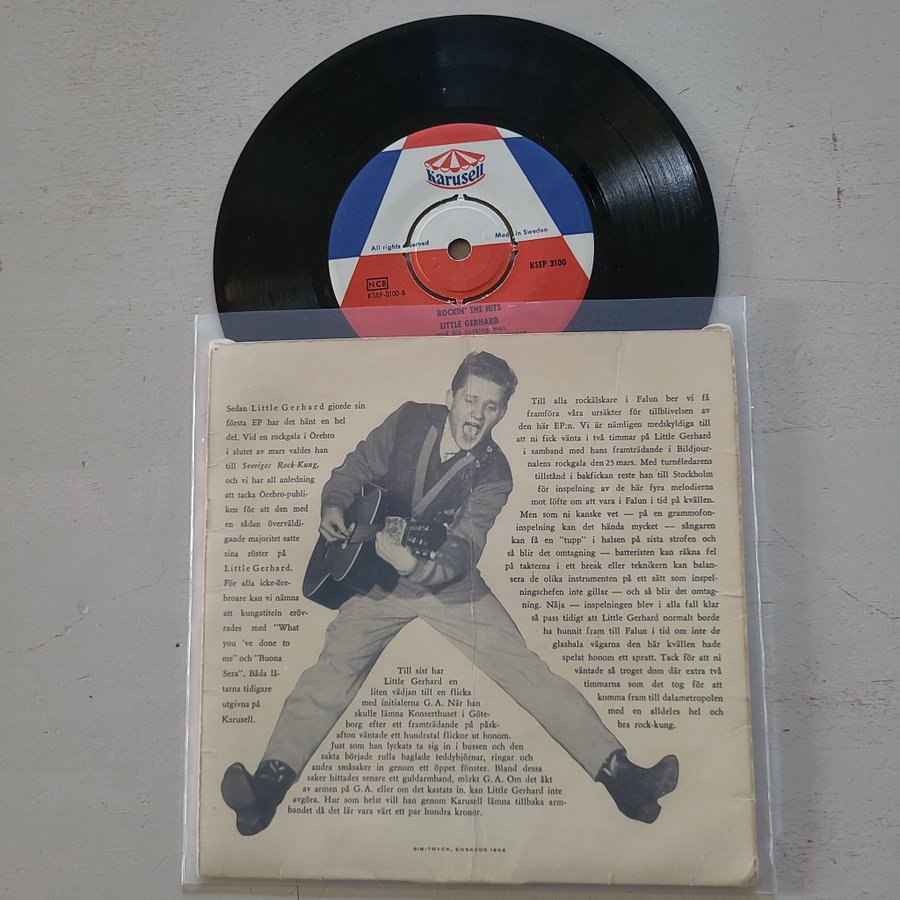 Karusell
All rights served
Made in Sweden
NCB
KSEP-3100-B
KSEP 3100
ROCKIN' THE HITS
LITTLE GERHARD
and his rocking men
Sedan Little Gerhard gjorde sin
första EP har det hänt en hel
del. Vid en rockgala i Örebro
i slutet av mars valdes han
till Sveriges Rock-Kung,
och vi har all anledning
att tacka Örebro-publi-
ken för att den med
en sådan överväldi-
gande majoritet satte
sina röster på
Little Gerhard.
För alla icke-öre-
broare kan vi nämna
att kungatiteln eröv-
rades med "What
you 've done to
me" och "Buona
Sera". Båda lå-
tarna tidigare
utgivna på
Karusell.
Till alla rockälskare i Falun ber vi få
framföra våra ursäkter för tillblivelsen av
den här EP:n. Vi är nämligen medskyldiga till
att ni fick vänta i två timmar på Little Gerhard
i samband med hans framträdande i Bildjour-
nalens rockgala den 25 mars. Med turnéledarens
tillstånd i bakfickan reste han till Stockholm
för inspelning av de här fyra melodierna
mot löfte om att vara i Falun i tid på kvällen.
Men som ni kanske vet — på en grammofon-
inspelning kan det hända mycket — sångaren
kan få en "tupp" i halsen på sista strofen och
så blir det omtagning — batteristen kan räkna fel
på takterna i ett break eller teknikern kan balan-
sera de olika instrumenten på ett sätt som inspel-
ningschefen inte gillar — och så blir det omtag-
ning. Nåja — inspelningen blev i alla fall klar
så pass tidigt att Little Gerhard normalt borde
ha hunnit fram till Falun i tid om inte de
glashala vägarna den här kvällen hade
spelat honom ett spratt. Tack för att ni
väntade så troget dom där extra två
timmarna som det tog för att
komma fram till dalametropolen
med en alldeles hel och
bra rock-kung.
Till sist har
Little Gerhard en
liten vädjan till en flicka
med initialerna G. A. När han
skulle lämna Konserthuset i Göte-
borg efter ett framträdande på påsk-
afton väntade ett hundratal flickor ut honom.
Just som han lyckats ta sig in i bussen och den
sakta började rulla haglade teddybjörnar, ringar och
andra småsaker in genom ett öppet fönster. Bland dessa
saker hittades senare ett guldarmband, märkt G. A. Om det åkt
av armen på G. A. eller om det kastats in, kan Little Gerhard inte
avgöra. Hur som helst vill han genom Karusell lämna tillbaka arm-
bandet då det lär vara värt ett par hundra kronor.
SIB-TRYCK, ENSKEDE 1958